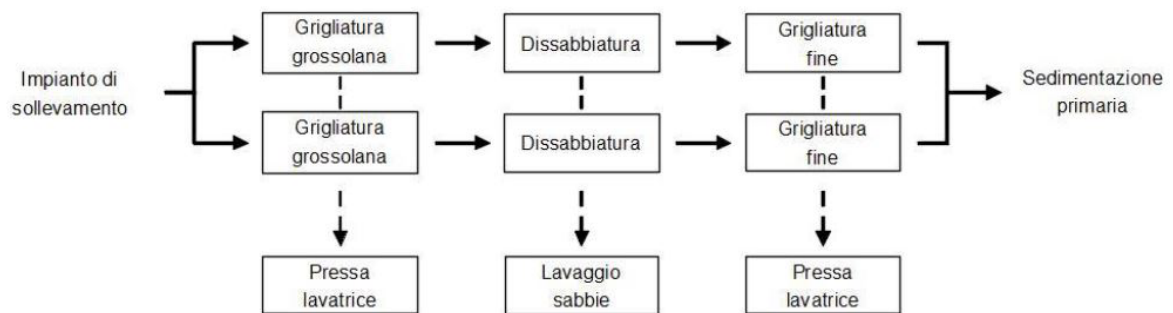 Grigliatura
grossolana
Dissabbiatura
Grigliatura
fine
Impianto di
sollevamento
Sedimentazione
primaria
Grigliatura
grossolana
Dissabbiatura
Grigliatura
fine
Pressa
lavatrice
Lavaggio
sabbie
Pressa
lavatrice